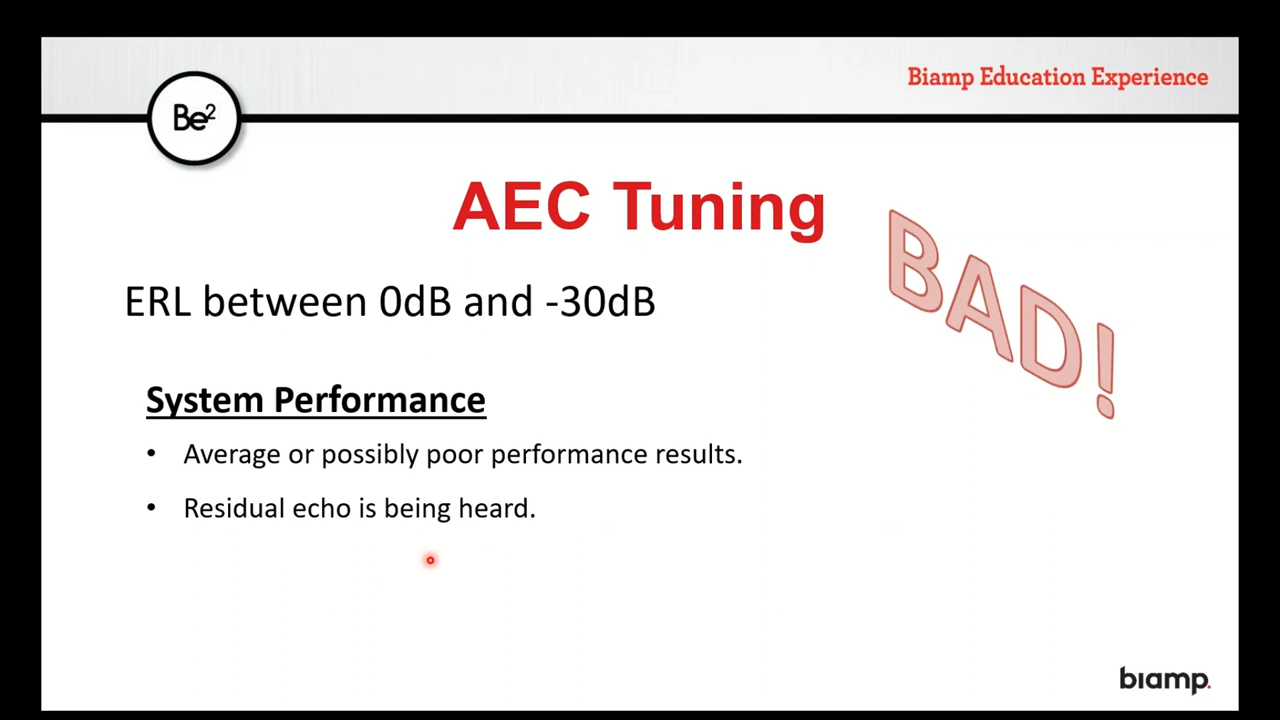 Biamp Education Experience
Be²
AEC Tuning
BAD!
ERL between 0dB and -30dB
System Performance
• Average or possibly poor performance results.
• Residual echo is being heard.
biamp.